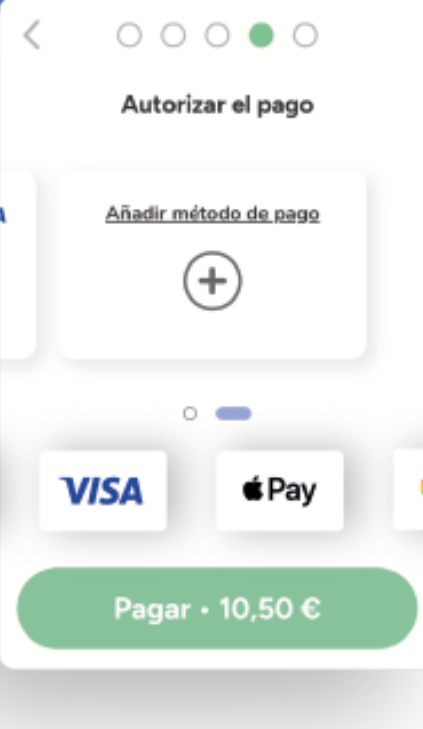 Autorizar el pago
Añadir método de pago
VISA
Pay
Pagar • 10,50 €